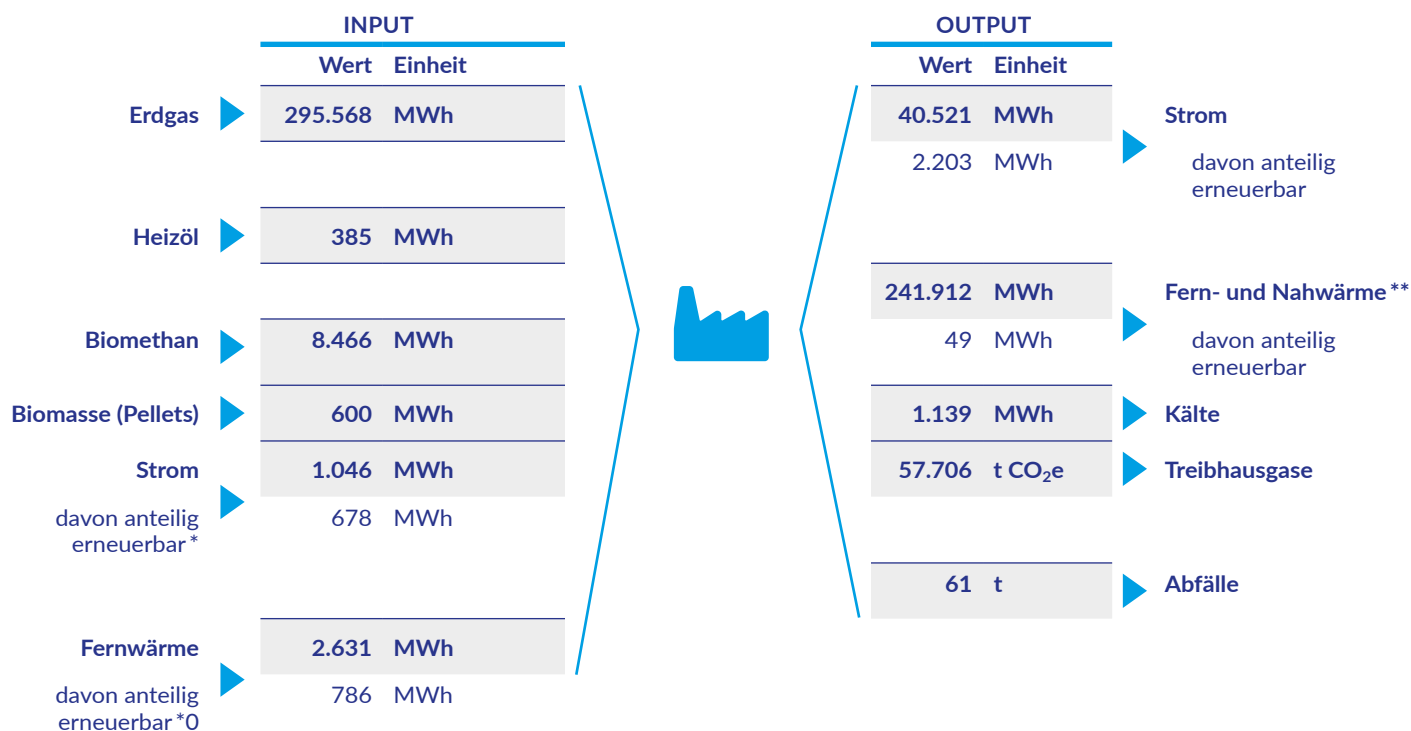 INPUT
Wert Einheit
Erdgas 295.568 MWh
Heizöl 385 MWh
Biomethan 8.466 MWh
Biomasse (Pellets) 600 MWh
Strom 1.046 MWh
davon anteilig 678 MWh
erneuerbar *
Fernwärme 2.631 MWh
davon anteilig 786 MWh
erneuerbar *0
OUTPUT
Wert Einheit
40.521 MWh Strom
2.203 MWh davon anteilig
erneuerbar
241.912 MWh Fern- und Nahwärme **
49 MWh davon anteilig
erneuerbar
1.139 MWh Kälte
57.706 t CO₂e Treibhausgase
61 t Abfälle